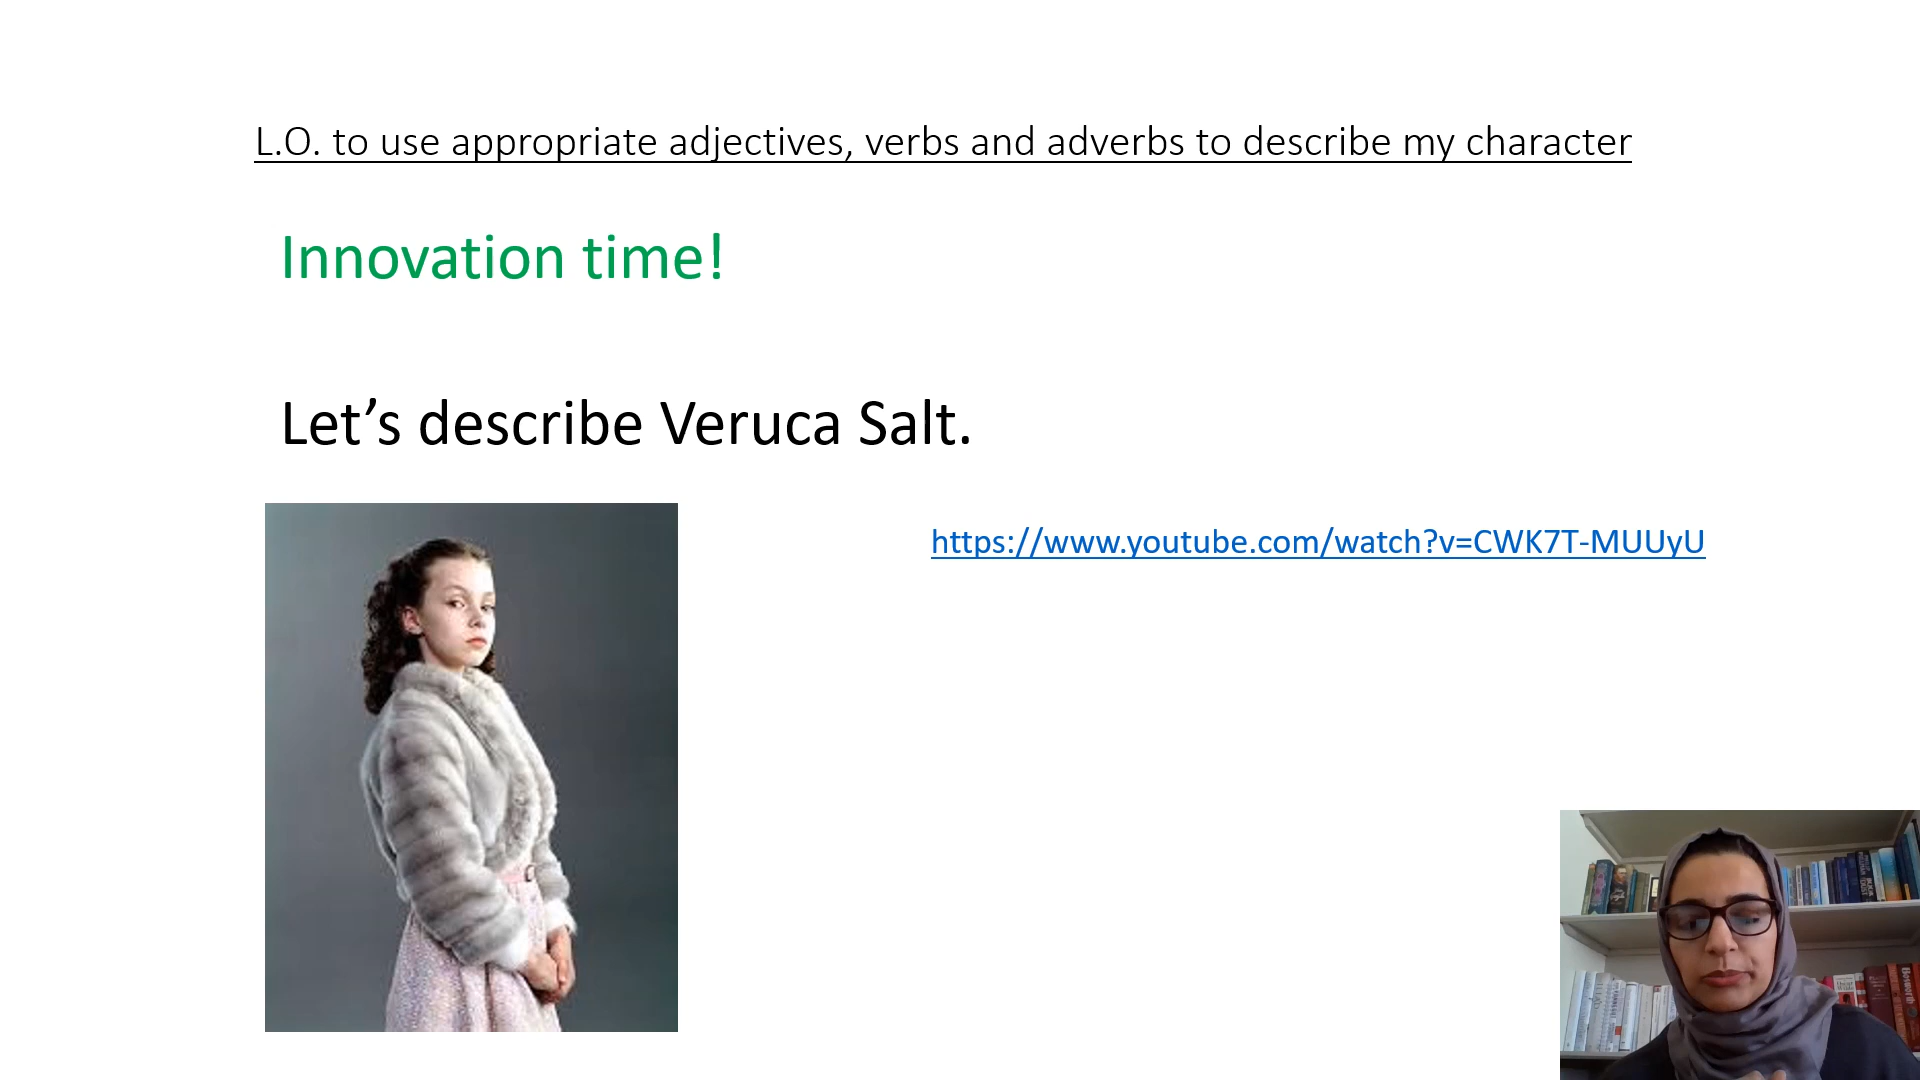 L.O. to use appropriate adjectives, verbs and adverbs to describe my character
Innovation time!
Let's describe Veruca Salt.
https://www.youtube.com/watch?v=CWK7T-MUUyU